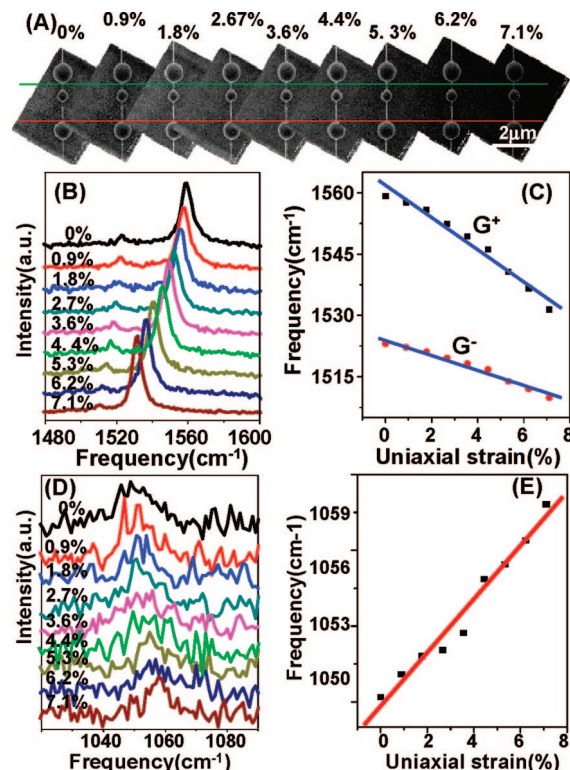 (A)
0% 0.9% 1.8% 2.67% 3.6% 4.4% 5.3% 6.2% 7.1%
2μm
(B)
Intensity(a.u.)
0%
0.9%
1.8%
2.7%
3.6%
4.4%
5.3%
6.2%
7.1%
1480 1520 1560 1600
Frequency(cm⁻¹)
(C)
Frequency(cm⁻¹)
1560
1545
1530
1515
G⁺
G⁻
0 2 4 6 8
Uniaxial strain(%)
(D)
Intensity(a.u.)
0%
0.9%
1.8%
2.7%
3.6%
4.4%
5.3%
6.2%
7.1%
1040 1060 1080
Frequency(cm⁻¹)
(E)
Frequency(cm-1)
1059
1056
1053
1050
0 2 4 6 8
Uniaxial strain(%)